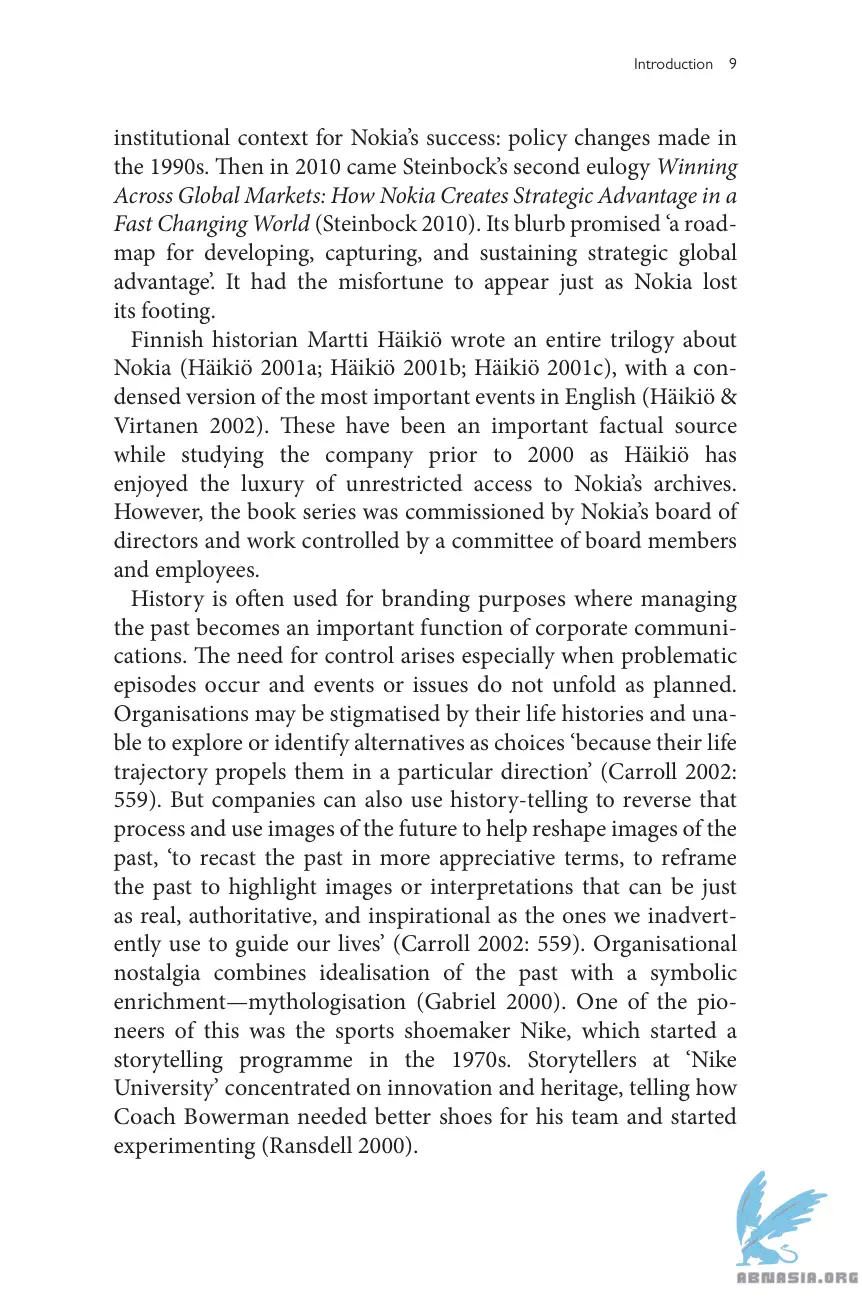 Introduction 9
institutional context for Nokia’s success: policy changes made in
the 1990s. Then in 2010 came Steinbock’s second eulogy Winning
Across Global Markets: How Nokia Creates Strategic Advantage in a
Fast Changing World (Steinbock 2010). Its blurb promised ‘a road-
map for developing, capturing, and sustaining strategic global
advantage’. It had the misfortune to appear just as Nokia lost
its footing.
Finnish historian Martti Häikiö wrote an entire trilogy about
Nokia (Häikiö 2001a; Häikiö 2001b; Häikiö 2001c), with a con-
densed version of the most important events in English (Häikiö &
Virtanen 2002). These have been an important factual source
while studying the company prior to 2000 as Häikiö has
enjoyed the luxury of unrestricted access to Nokia’s archives.
However, the book series was commissioned by Nokia’s board of
directors and work controlled by a committee of board members
and employees.
History is often used for branding purposes where managing
the past becomes an important function of corporate communi-
cations. The need for control arises especially when problematic
episodes occur and events or issues do not unfold as planned.
Organisations may be stigmatised by their life histories and una-
ble to explore or identify alternatives as choices ‘because their life
trajectory propels them in a particular direction’ (Carroll 2002:
559). But companies can also use history-telling to reverse that
process and use images of the future to help reshape images of the
past, ‘to recast the past in more appreciative terms, to reframe
the past to highlight images or interpretations that can be just
as real, authoritative, and inspirational as the ones we inadvert-
ently use to guide our lives’ (Carroll 2002: 559). Organisational
nostalgia combines idealisation of the past with a symbolic
enrichment—mythologisation (Gabriel 2000). One of the pio-
neers of this was the sports shoemaker Nike, which started a
storytelling programme in the 1970s. Storytellers at ‘Nike
University’ concentrated on innovation and heritage, telling how
Coach Bowerman needed better shoes for his team and started
experimenting (Ransdell 2000).
ABNASIA.ORG